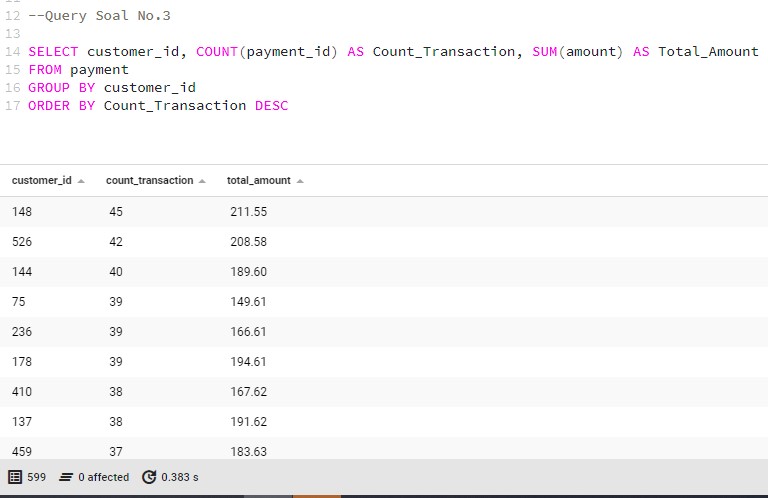 12 --Query Soal No.3
13
14 SELECT customer_id, COUNT(payment_id) AS Count_Transaction, SUM(amount) AS Total_Amount
15 FROM payment
16 GROUP BY customer_id
17 ORDER BY Count_Transaction DESC
customer_id count_transaction total_amount
148 45 211.55
526 42 208.58
144 40 189.60
75 39 149.61
236 39 166.61
178 39 194.61
410 38 167.62
137 38 191.62
459 37 183.63
599 0 affected 0.383 s